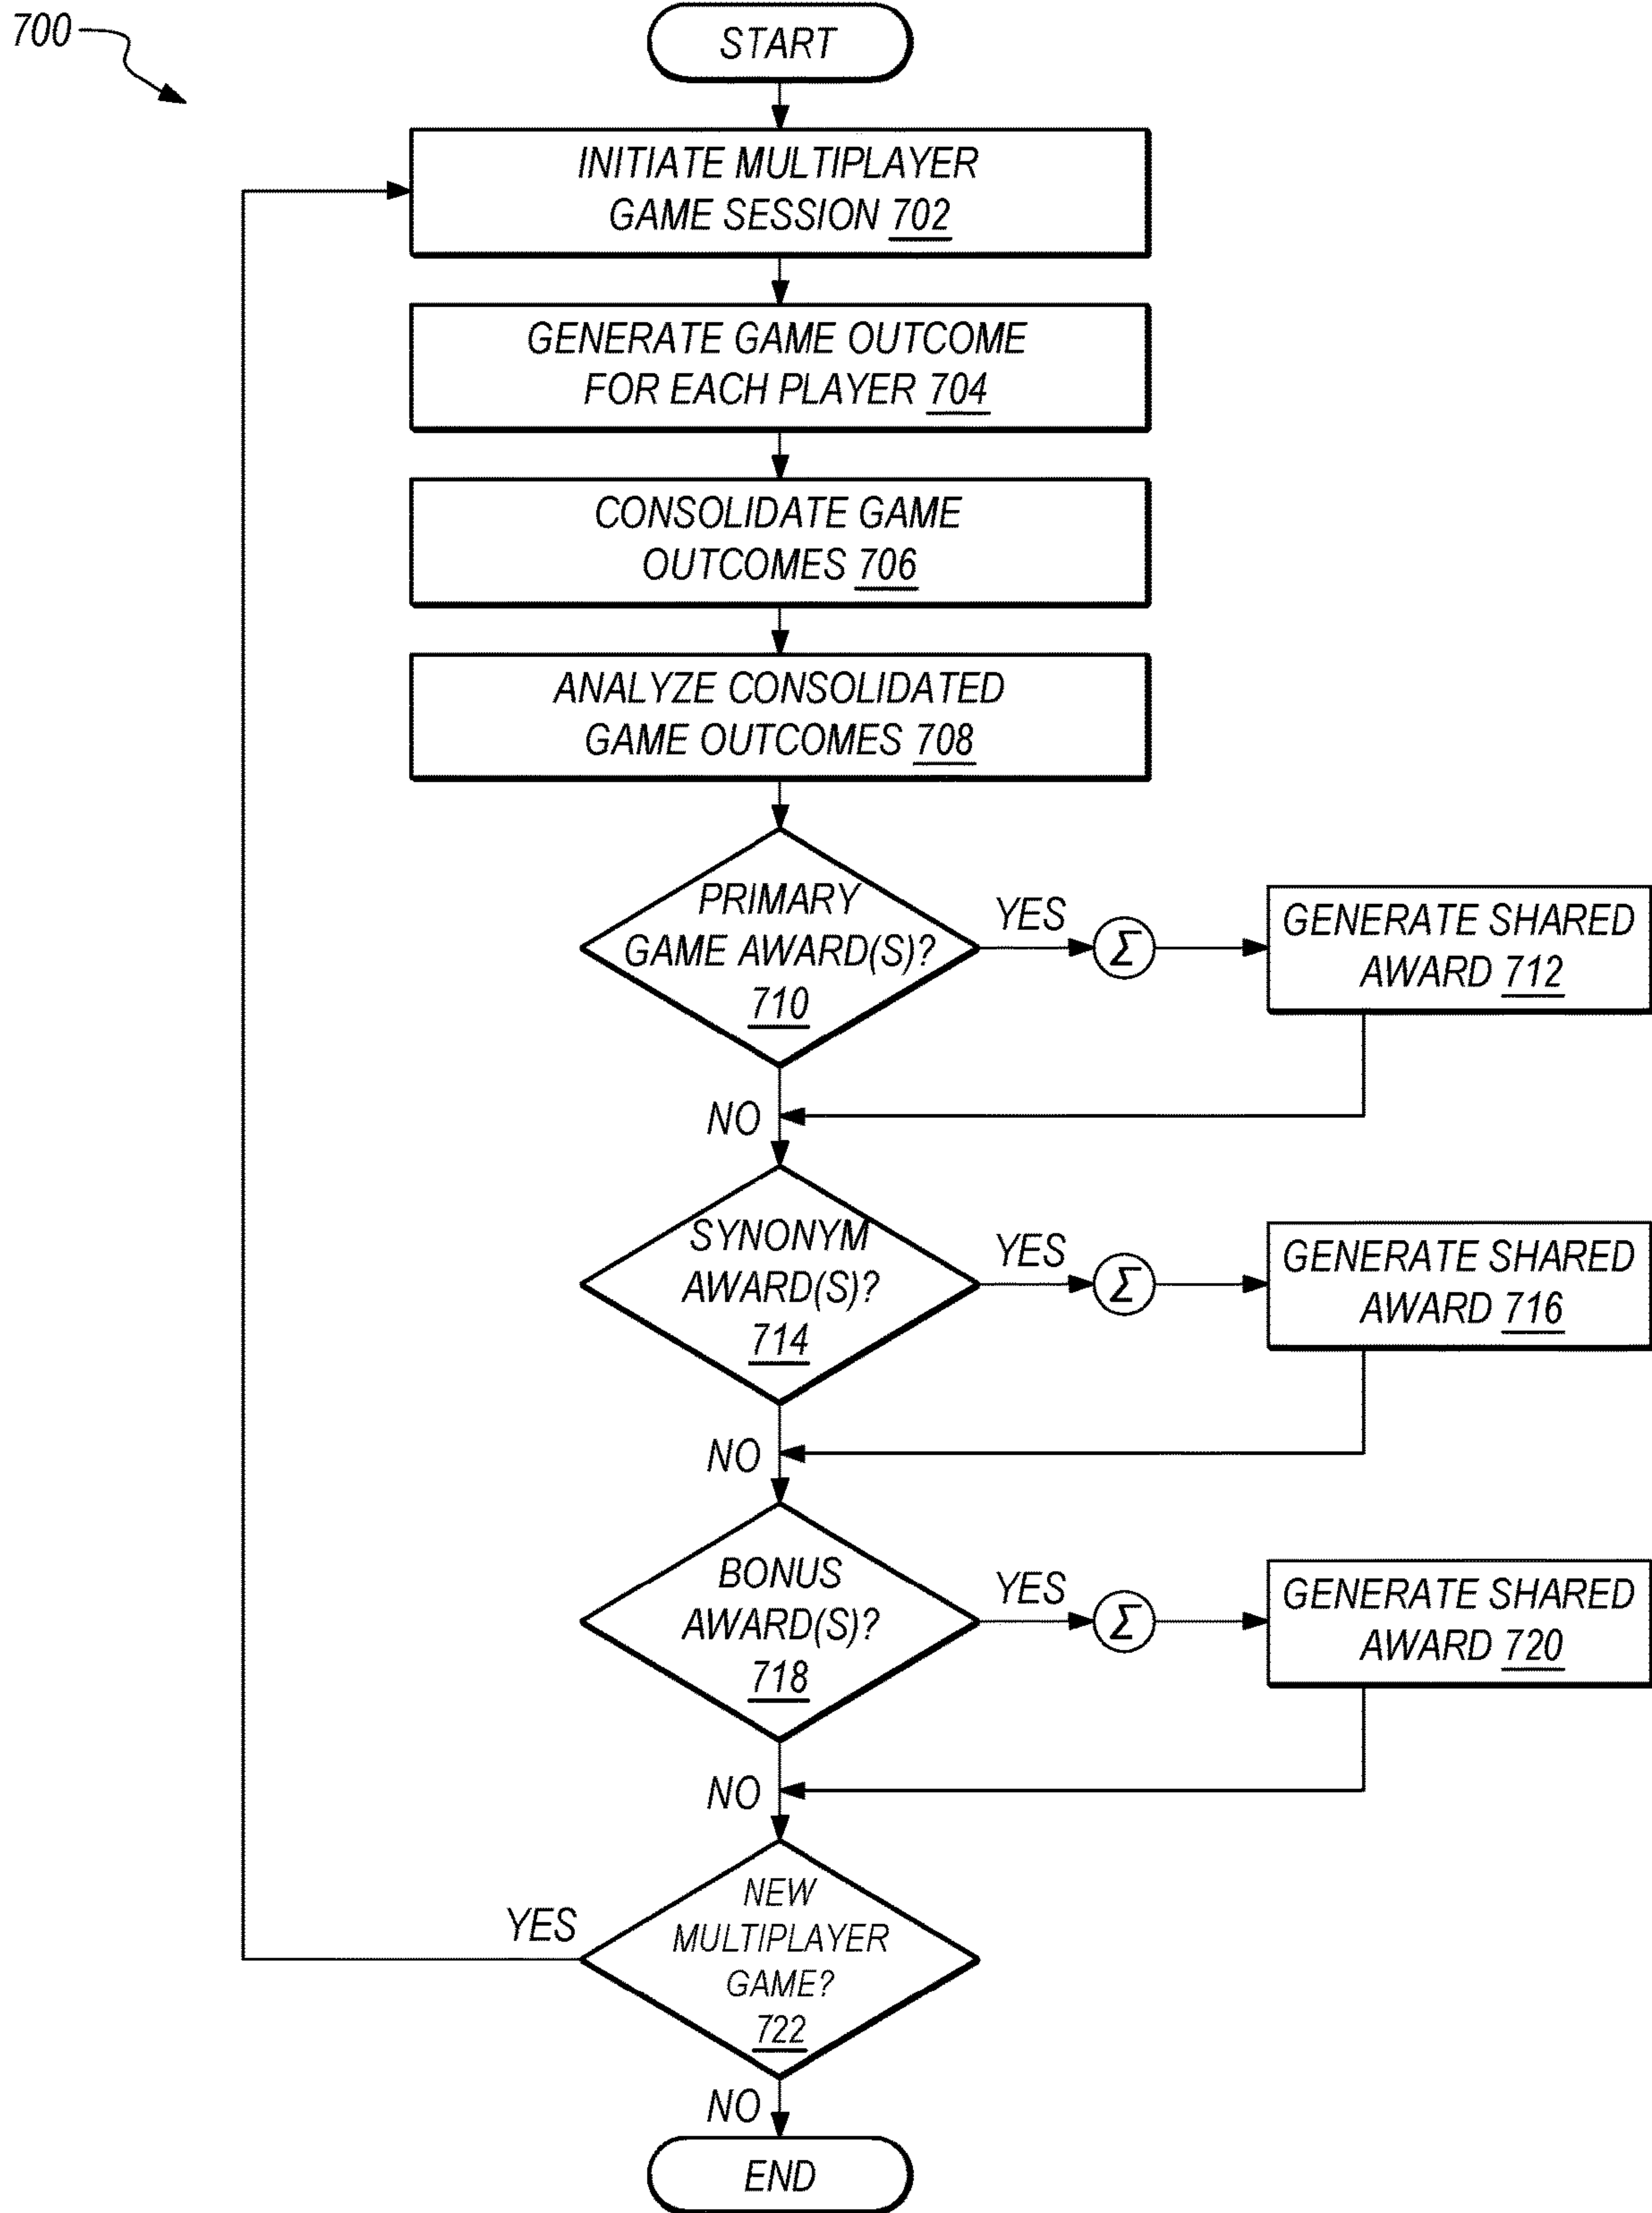 700
START
INITIATE MULTIPLAYER
GAME SESSION 702
GENERATE GAME OUTCOME
FOR EACH PLAYER 704
CONSOLIDATE GAME
OUTCOMES 706
ANALYZE CONSOLIDATED
GAME OUTCOMES 708
PRIMARY
GAME AWARD(S)?
710
YES
Σ
GENERATE SHARED
AWARD 712
NO
SYNONYM
AWARD(S)?
714
YES
Σ
GENERATE SHARED
AWARD 716
NO
BONUS
AWARD(S)?
718
YES
Σ
GENERATE SHARED
AWARD 720
NO
NEW
MULTIPLAYER
GAME?
722
YES
NO
END